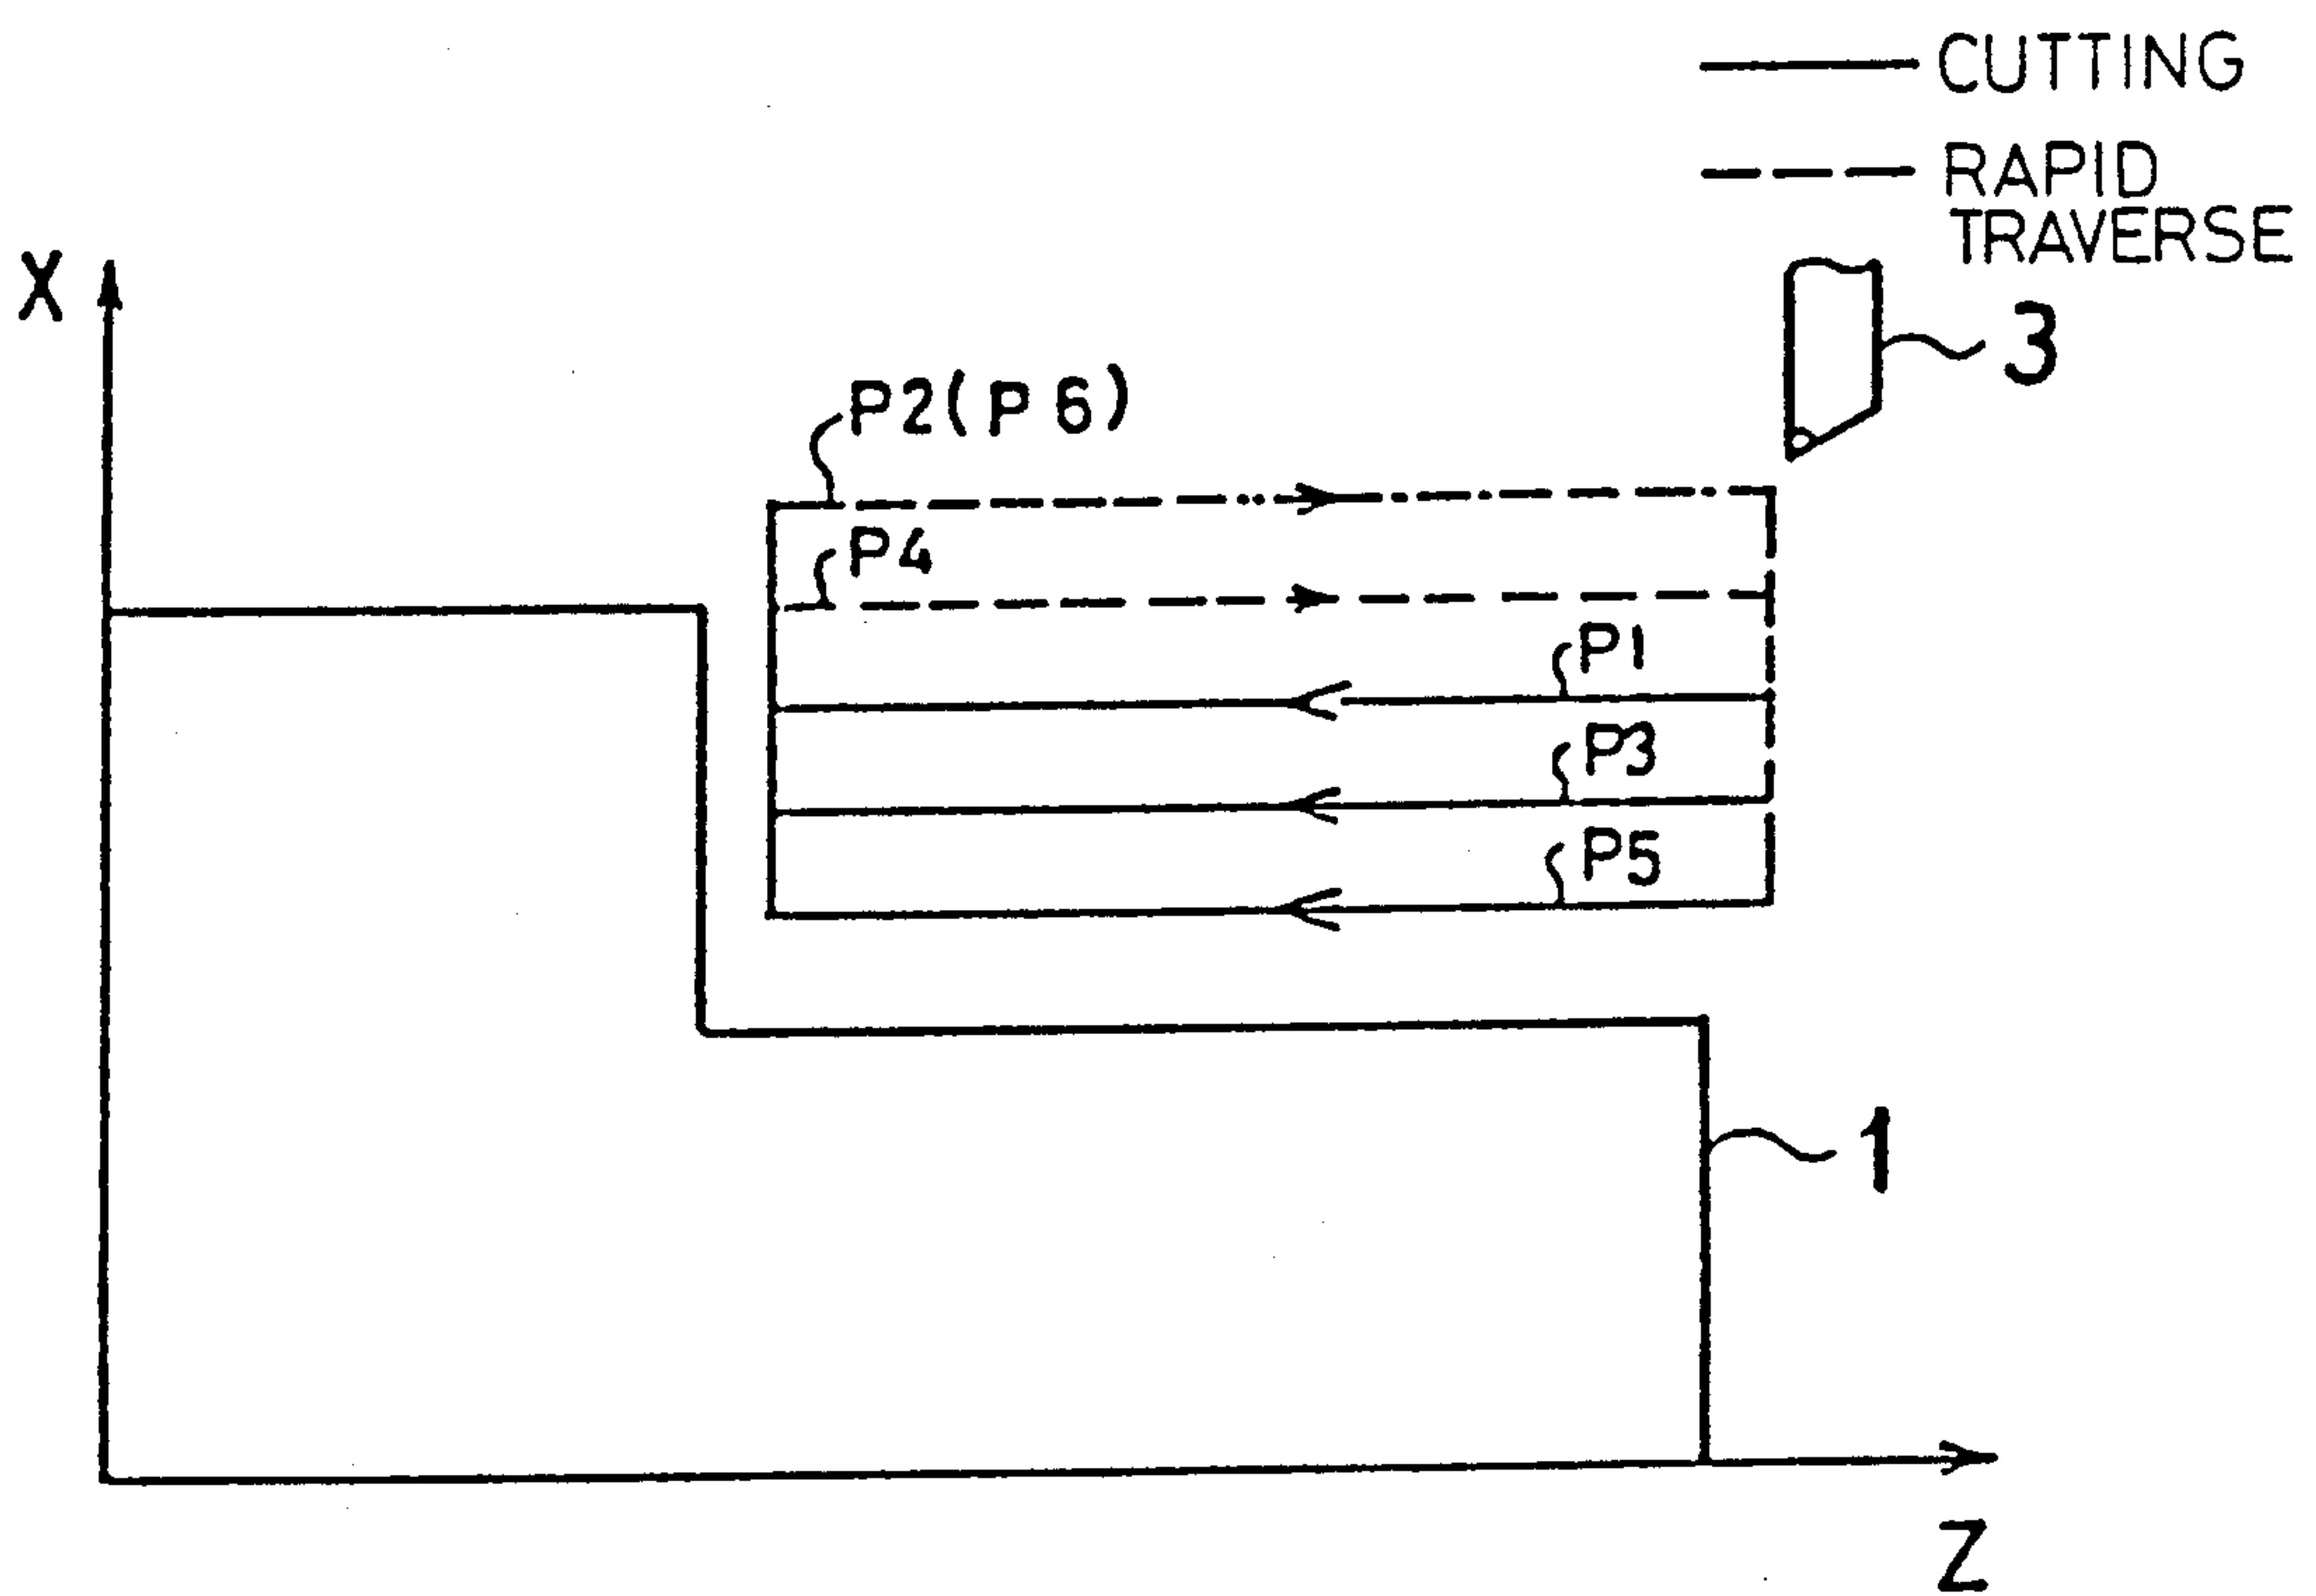 CUTTING
RAPID
TRAVERSE
X
3
P2(P6)
P4
P1
P3
P5
1
Z